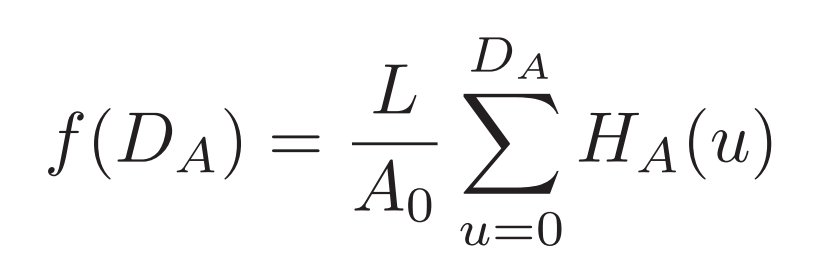 f(D_A) = \frac{L}{A_0} \sum_{u=0}^{D_A} H_A(u)